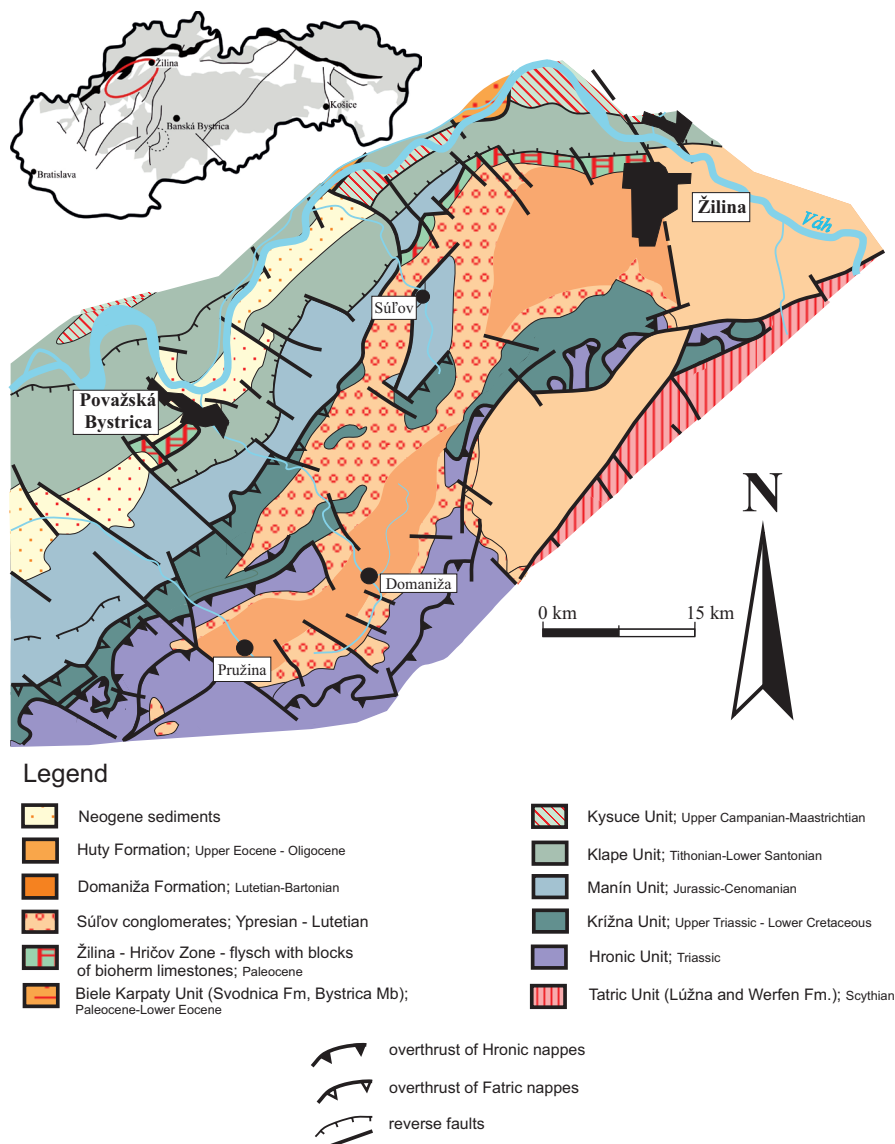 Žilina
Košice
Banská Bystrica
Bratislava
Žilina
Váh
Súľov
Považská
Bystrica
N
Domaniža
0 km
15 km
Pružina
Legend
Neogene sediments
Huty Formation; Upper Eocene - Oligocene
Domaniža Formation; Lutetian-Bartonian
Súľov conglomerates; Ypresian - Lutetian
Žilina - Hričov Zone - flysch with blocks
of bioherm limestones; Paleocene
Biele Karpaty Unit (Svodnica Fm, Bystrica Mb);
Paleocene-Lower Eocene
Kysuce Unit; Upper Campanian-Maastrichtian
Klape Unit; Tithonian-Lower Santonian
Manín Unit; Jurassic-Cenomanian
Krížna Unit; Upper Triassic - Lower Cretaceous
Hronic Unit; Triassic
Tatric Unit (Lúžna and Werfen Fm.); Scythian
overthrust of Hronic nappes
overthrust of Fatric nappes
reverse faults